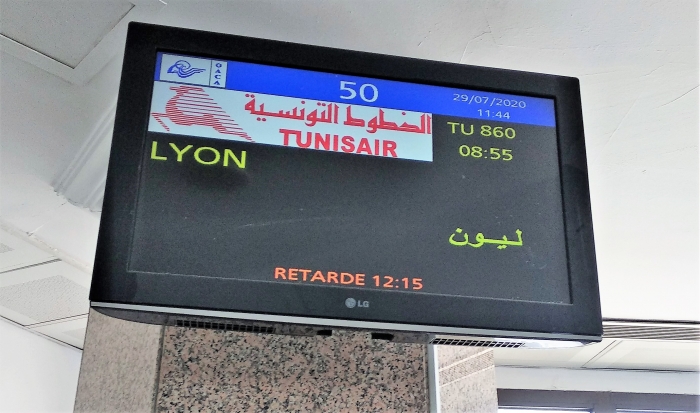 OACA
50
29/07/2020
11:44
الخطوط التونسية
TUNISAIR
TU 860
08:55
LYON
ليون
RETARDE 12:15
LG